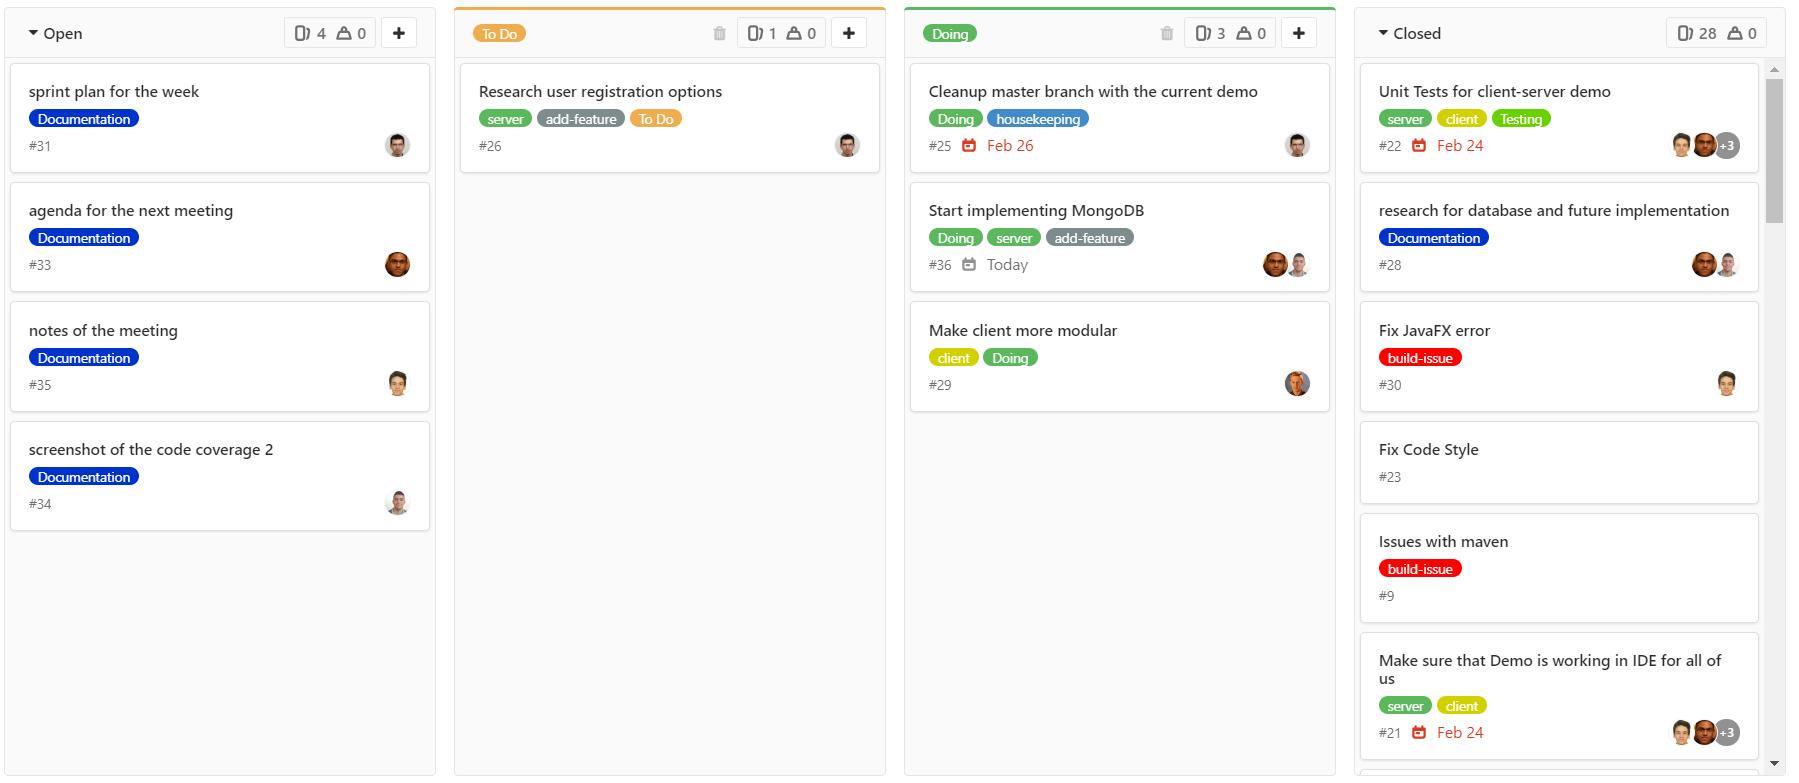 Open 4 0
sprint plan for the week
Documentation
#31
agenda for the next meeting
Documentation
#33
notes of the meeting
Documentation
#35
screenshot of the code coverage 2
Documentation
#34
To Do 1 0
Research user registration options
server add-feature To Do
#26
Doing 3 0
Cleanup master branch with the current demo
Doing housekeeping
#25 Feb 26
Start implementing MongoDB
Doing server add-feature
#36 Today
Make client more modular
client Doing
#29
Closed 28 0
Unit Tests for client-server demo
server client Testing
#22 Feb 24 +3
research for database and future implementation
Documentation
#28
Fix JavaFX error
build-issue
#30
Fix Code Style
#23
Issues with maven
build-issue
#9
Make sure that Demo is working in IDE for all of
us
server client
#21 Feb 24 +3